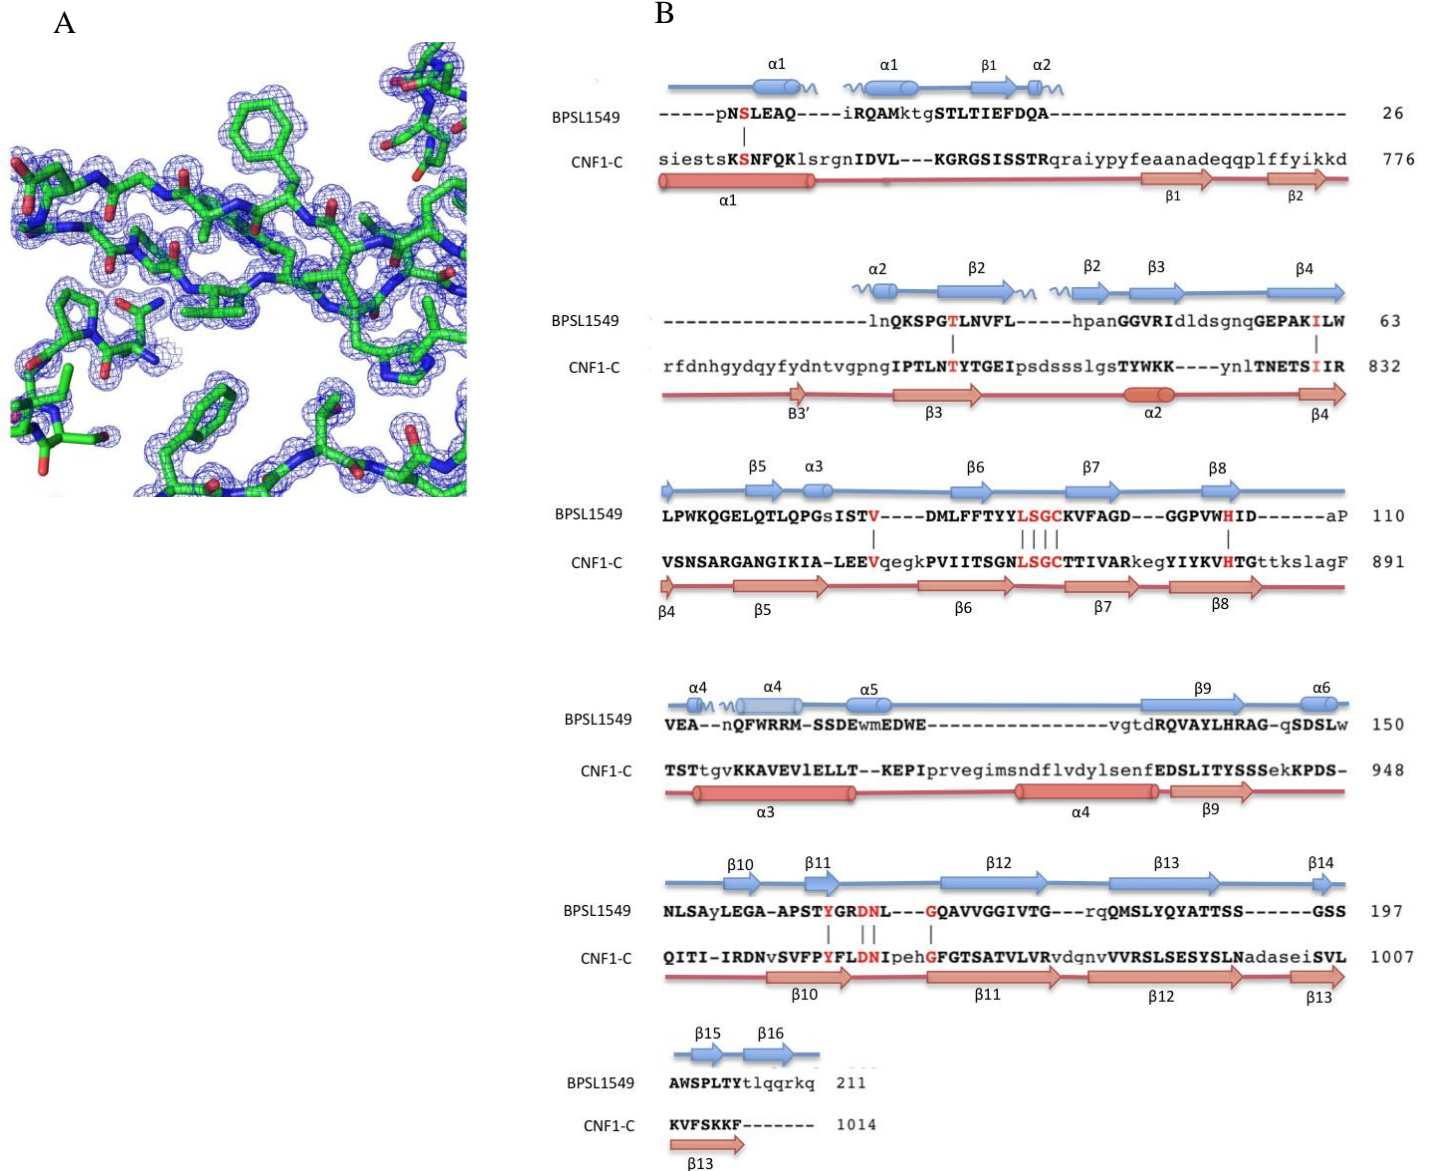 A
B
α1 α1 β1 α2
BPSL1549 -----pNSLEAQ----iRQAMktgSTLTIEFDQA-------------------------- 26
CNF1-C siestsKSNFQKlsrgnIDVL---KGRGSISSTRqraiypyfeaanadeqqplffyikkd 776
α1 β1 β2
α2 β2 β2 β3 β4
BPSL1549 ------------------lnQKSPGTLNVFL-----hpanGGVRIdldsgnqgEPAKILW 63
CNF1-C rfdnhgydqyfydntvgpngIPTLNTYTGEIpsdssslgsTYWKK----ynlTNETSIIR 832
B3' β3 α2 β4
β5 α3 β6 β7 β8
BPSL1549 LPWKQGELQTLQPGsISTV----DMLFFTYYLSGCKVFAGD---GGPVWHID------aP 110
CNF1-C VSNSARGANGIKIA-LEEVqegkPVIITSGNLSGCTTIVARkegYIYKVHTGttkslagF 891
β4 β5 β6 β7 β8
α4 α4 α5 β9 α6
BPSL1549 VEA--nQFWRRM-SSDEwmEDWE----------------vgtdRQVAYLHRAG-qSDSLw 150
CNF1-C TSTtgvKKAVEVlELLT--KEPIprvegimsndflvdylsenfEDSLITYSSSekKPDS- 948
α3 α4 β9
β10 β11 β12 β13 β14
BPSL1549 NLSAyLEGA-APSTYGRDNL---GQAVVGGIVTG---rqQMSLYQYATTSS------GSS 197
CNF1-C QITI-IRDNvSVFPYFLDNIpehGFGTSATVLVRvdgnvVVRSLSESYSLNadaseiSVL 1007
β10 β11 β12 β13
β15 β16
BPSL1549 AWSPLTYtlqqrkq 211
CNF1-C KVFSKKF------- 1014
β13